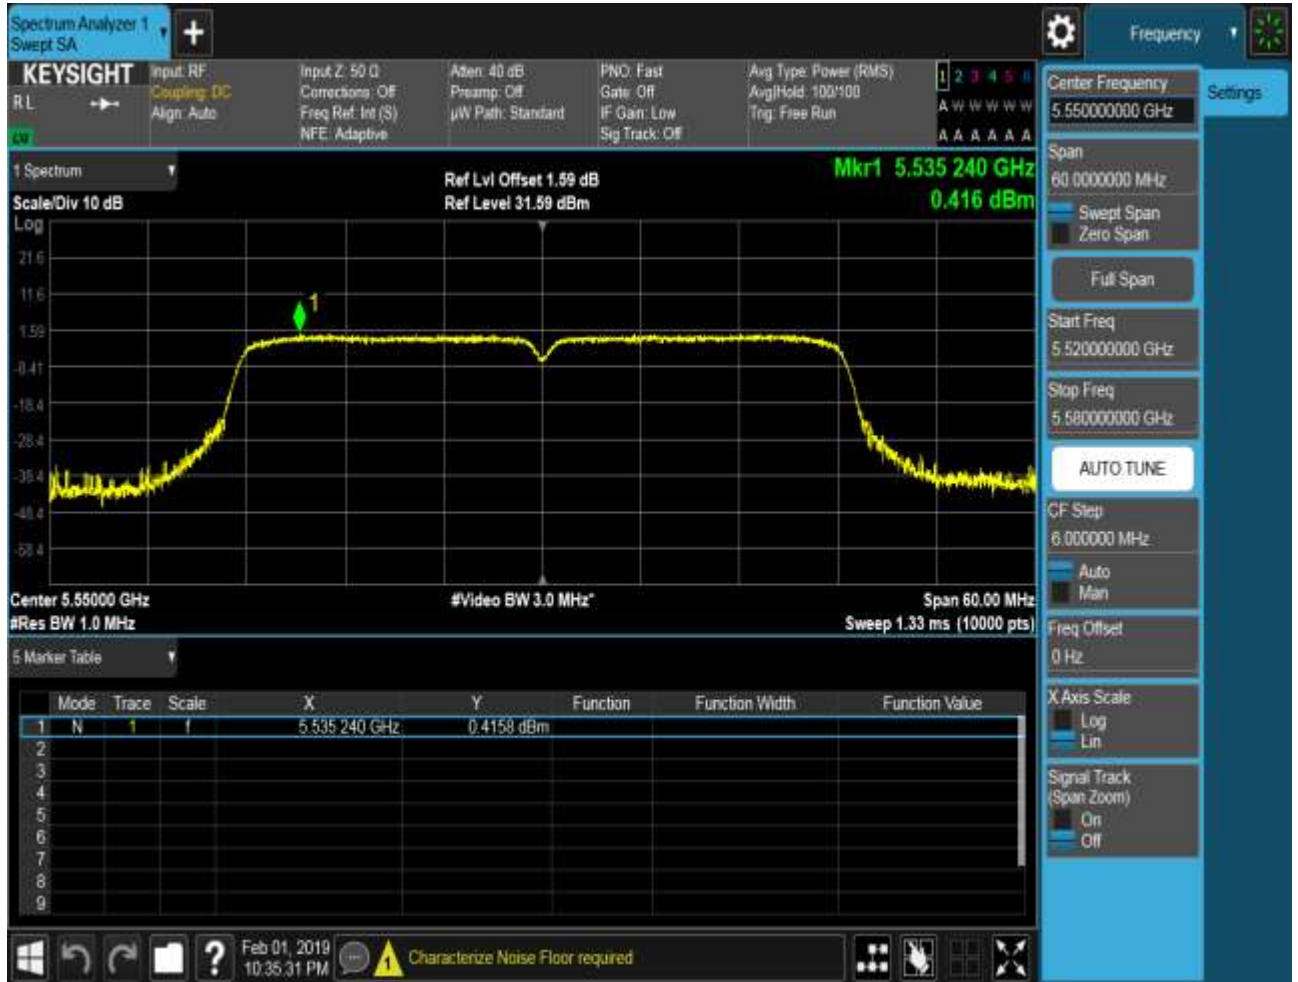 Spectrum Analyzer 1
Swept SA
+
Frequency
KEYSIGHT
RL
Input: RF
Coupling: DC
Align: Auto
Input Z: 50 Ω
Corrections: Off
Freq Ref: Int (S)
NFE: Adaptive
Atten: 40 dB
Preamp: Off
µW Path: Standard
PNO: Fast
Gate: Off
IF Gain: Low
Sig Track: Off
Avg Type: Power (RMS)
Avg|Hold: 100/100
Trig: Free Run
1 2 3 4 5 6
A W W W W W
A A A A A A
1 Spectrum
Scale/Div 10 dB
Log
Ref Lvl Offset 1.59 dB
Ref Level 31.59 dBm
Mkr1 5.535 240 GHz
0.416 dBm
21.6
11.6
1.59
-8.41
-18.4
-28.4
-38.4
-48.4
-58.4
1
Center 5.55000 GHz
#Res BW 1.0 MHz
#Video BW 3.0 MHz*
Span 60.00 MHz
Sweep 1.33 ms (10000 pts)
5 Marker Table
Mode Trace Scale X Y Function Function Width Function Value
1 N 1 f 5.535 240 GHz 0.4158 dBm
2
3
4
5
6
7
8
9
Feb 01, 2019
10:35:31 PM
?
1
Characterize Noise Floor required
Center Frequency
5.550000000 GHz
Settings
Span
60.0000000 MHz
Swept Span
Zero Span
Full Span
Start Freq
5.520000000 GHz
Stop Freq
5.580000000 GHz
AUTO TUNE
CF Step
6.000000 MHz
Auto
Man
Freq Offset
0 Hz
X Axis Scale
Log
Lin
Signal Track
(Span Zoom)
On
Off